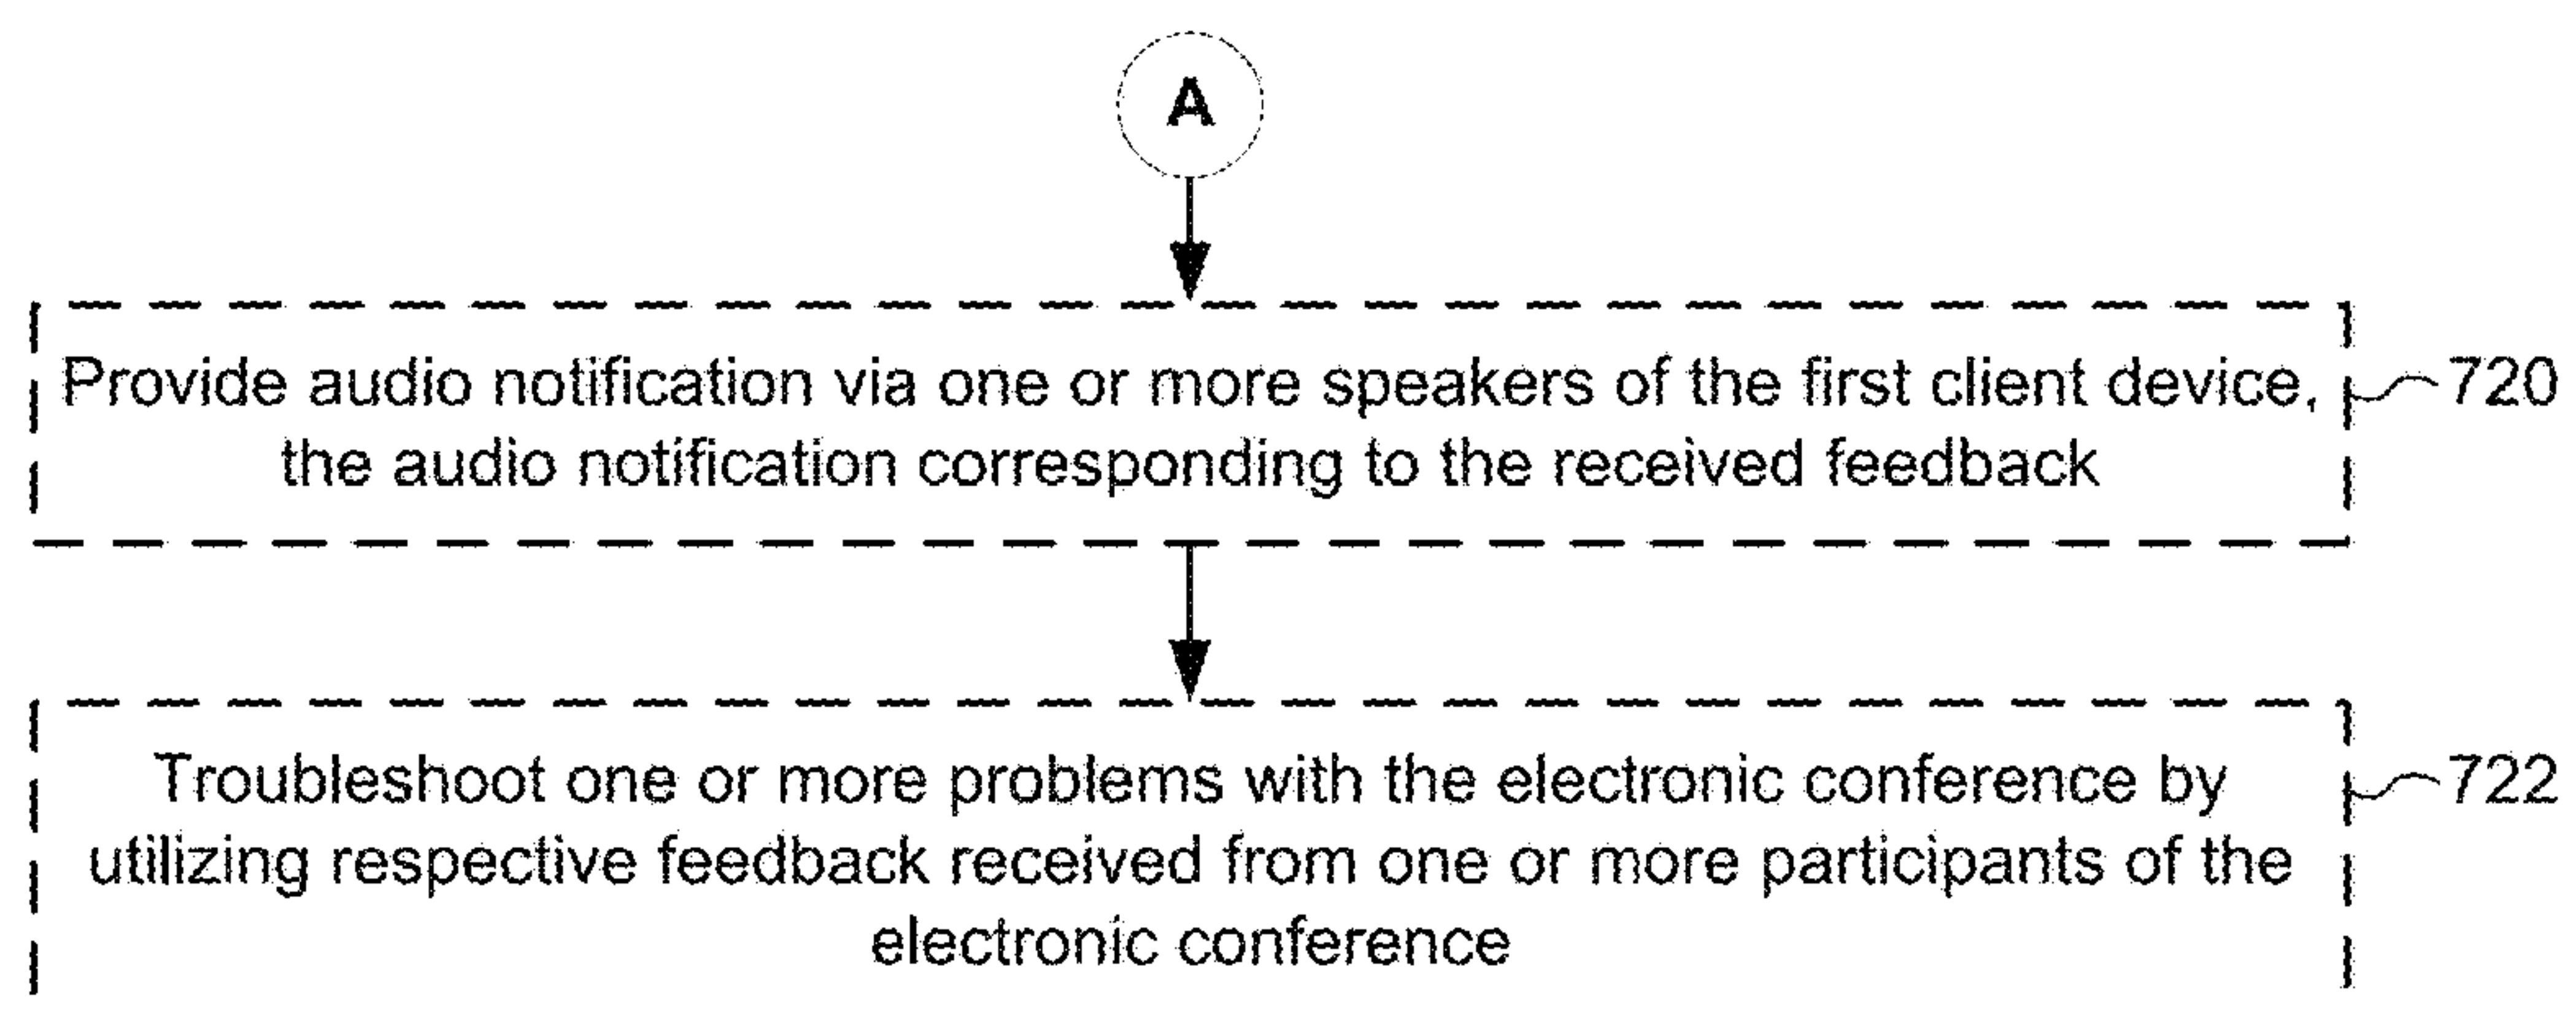 A
Provide audio notification via one or more speakers of the first client device,
the audio notification corresponding to the received feedback
720
Troubleshoot one or more problems with the electronic conference by
utilizing respective feedback received from one or more participants of the
electronic conference
722